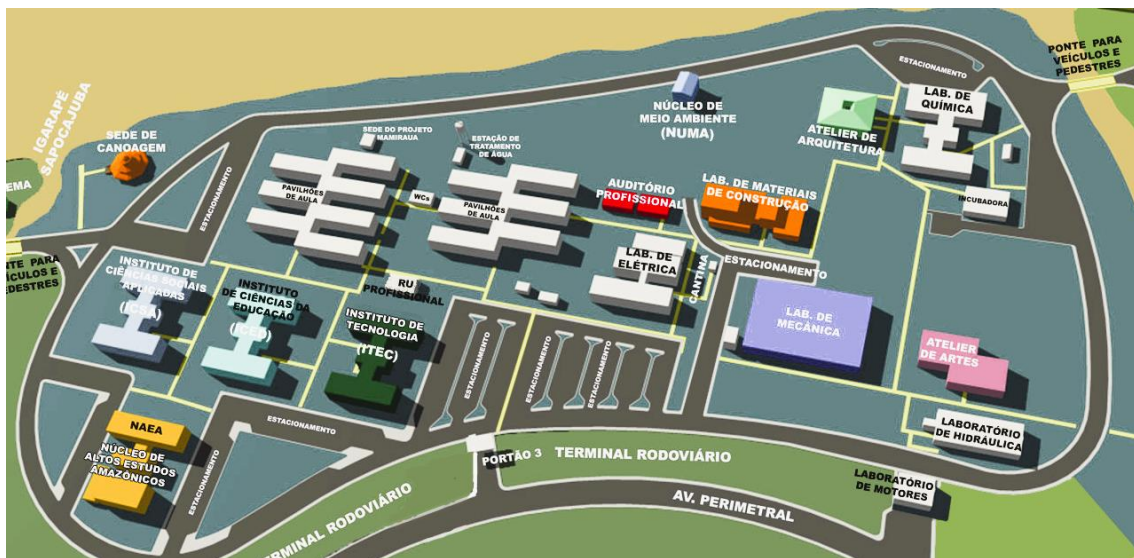 PONTE PARA
VEÍCULOS E
PEDESTRES
ESTACIONAMENTO
LAB. DE
QUÍMICA
NÚCLEO DE
MEIO AMBIENTE
(NUMA)
ATELIER DE
ARQUITETURA
IGARAPÉ
SAPOCAJUBA
SEDE DE
CANOAGEM
SEDE DO PROJETO
MAMIRAUA
ESTAÇÃO DE
TRATAMENTO
DE ÁGUA
EMA
ESTACIONAMENTO
PAVILHÕES
DE AULA
WCs
PAVILHÕES
DE AULA
AUDITÓRIO
PROFISSIONAL
LAB. DE MATERIAIS
DE CONSTRUÇÃO
INCUBADORA
NTE PARA
ÍCULOS E
EDESTRES
INSTITUTO DE
CIÊNCIAS SOCIAIS
APLICADAS
(ICSA)
INSTITUTO
DE CIÊNCIAS DA
EDUCAÇÃO
(ICED)
RU
PROFISSIONAL
LAB. DE
ELÉTRICA
CANTINA
ESTACIONAMENTO
INSTITUTO DE
TECNOLOGIA
(ITEC)
ESTACIONAMENTO
ESTACIONAMENTO
ESTACIONAMENTO
LAB. DE
MECÂNICA
ATELIER
DE ARTES
NAEA
NÚCLEO DE
ALTOS ESTUDOS
AMAZÔNICOS
ESTACIONAMENTO
ESTACIONAMENTO
LABORATÓRIO
DE HIDRÁULICA
PORTÃO 3
TERMINAL RODOVIÁRIO
LABORATÓRIO
DE MOTORES
TERMINAL RODOVIÁRIO
AV. PERIMETRAL